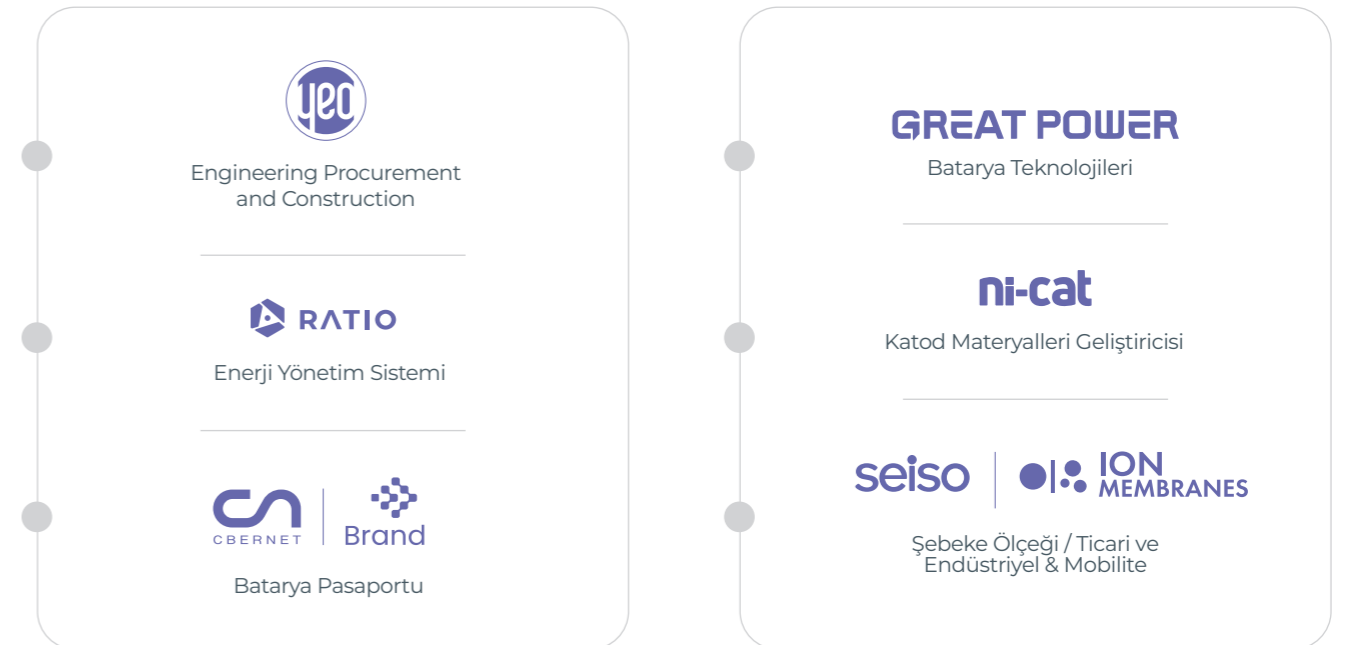 yeo
Engineering Procurement
and Construction
RATIO
Enerji Yönetim Sistemi
CBERNET
Brand
Batarya Pasaportu
GREAT POWER
Batarya Teknolojileri
ni-cat
Katod Materyalleri Geliştiricisi
seiso
ION
MEMBRANES
Şebeke Ölçeği / Ticari ve
Endüstriyel & Mobilite